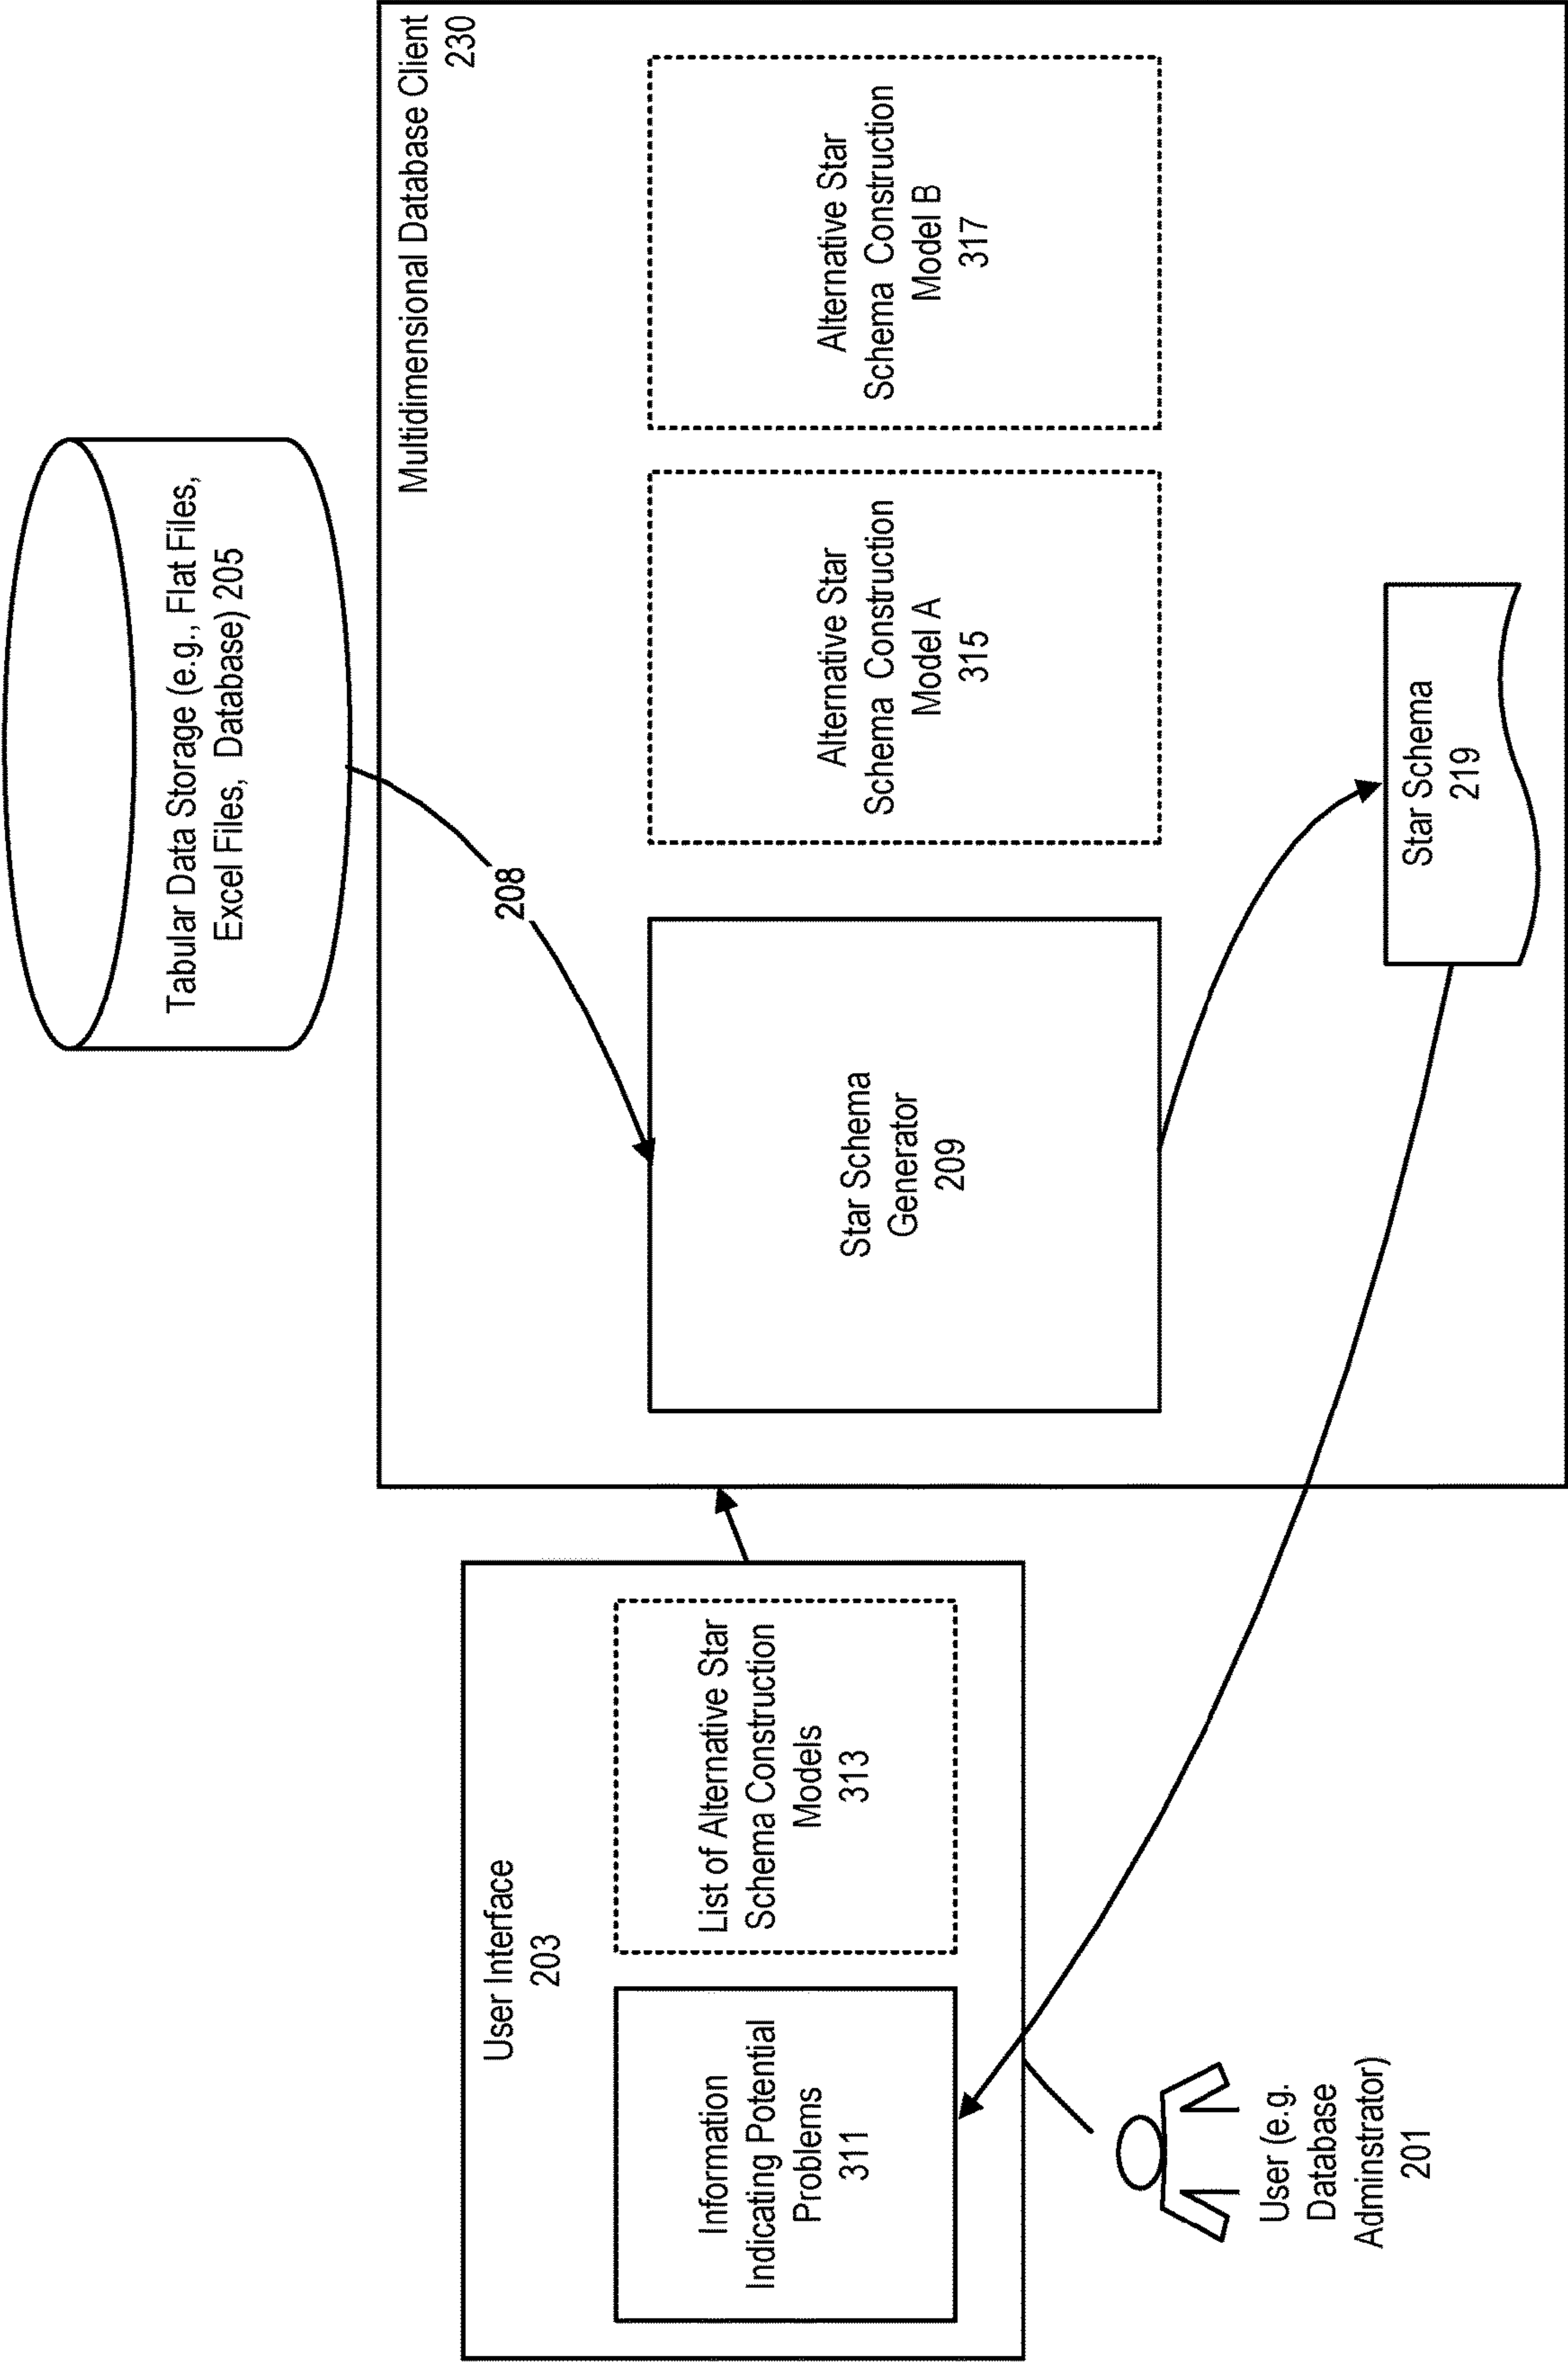 Tabular Data Storage (e.g., Flat Files,
Excel Files, Database) 205
User Interface
203
Information
Indicating Potential
Problems
311
List of Alternative Star
Schema Construction
Models
313
User (e.g.
Database
Adminstrator)
201
208
Multidimensional Database Client
230
Star Schema
Generator
209
Alternative Star
Schema Construction
Model A
315
Alternative Star
Schema Construction
Model B
317
Star Schema
219